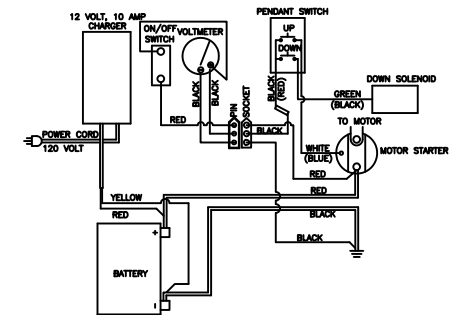 12 VOLT, 10 AMP
CHARGER
ON/OFF
SWITCH
VOLTMETER
PENDANT SWITCH
UP
DOWN
BLACK
BLACK
BLACK
(RED)
GREEN
(BLACK)
DOWN SOLENOID
RED
PIN
SOCKET
BLACK
TO MOTOR
WHITE
(BLUE)
MOTOR STARTER
POWER CORD
120 VOLT
RED
RED
YELLOW
RED
BLACK
BLACK
+
BATTERY
-